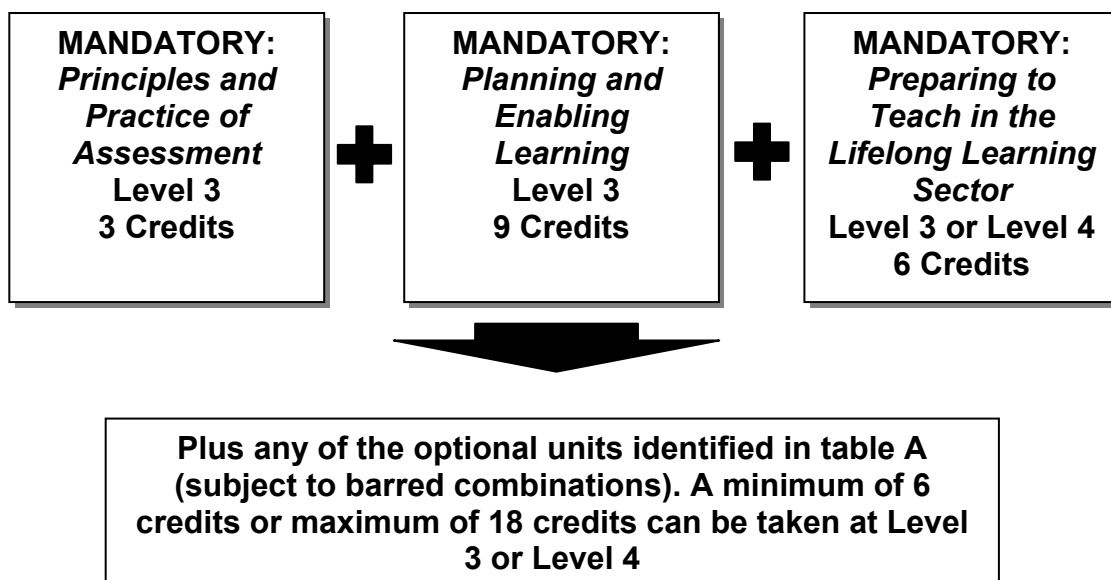 MANDATORY:
Principles and
Practice of
Assessment
Level 3
3 Credits
MANDATORY:
Planning and
Enabling
Learning
Level 3
9 Credits
MANDATORY:
Preparing to
Teach in the
Lifelong Learning
Sector
Level 3 or Level 4
6 Credits
Plus any of the optional units identified in table A
(subject to barred combinations). A minimum of 6
credits or maximum of 18 credits can be taken at Level
3 or Level 4